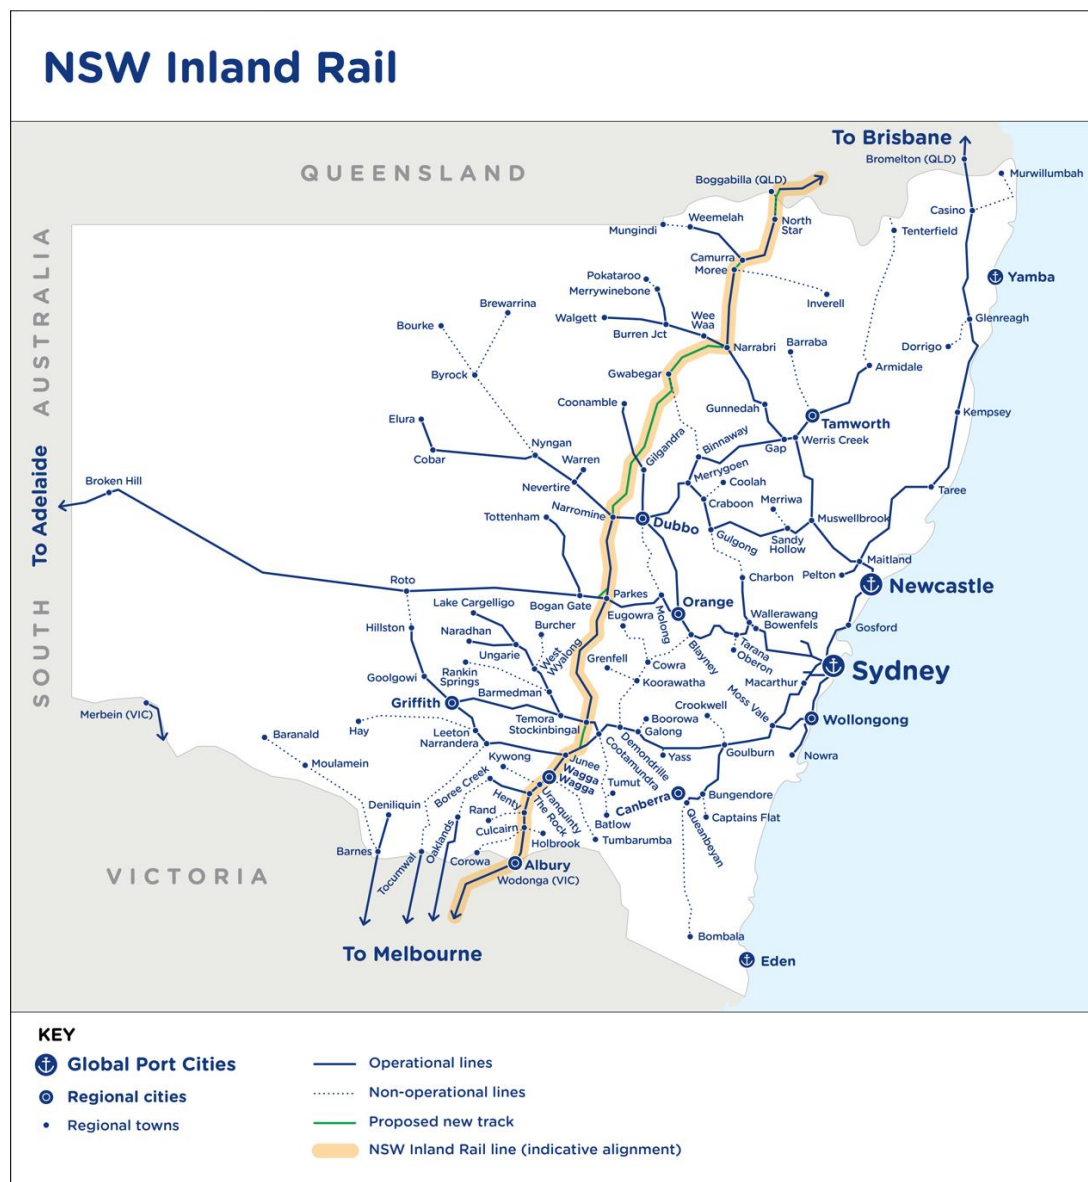 NSW Inland Rail
To Brisbane
QUEENSLAND
Bromelton (QLD)
Murwillumbah
Boggabilla (QLD)
Casino
Weemelah
North
Star
Mungindi
Tenterfield
Camurra
Moree
Pokataroo
Merrywinebone
Yamba
Inverell
Brewarrina
Wee
Waa
Walgett
Glenreagh
Bourke
Burren Jct
Barraba
Narrabri
Dorrigo
Byrock
Gwabegar
Armidale
SOUTH AUSTRALIA
Coonamble
Gunnedah
Kempsey
Elura
Tamworth
Gilgandra
Binnaway
Gap
Werris Creek
Nyngan
Cobar
Warren
To Adelaide
Broken Hill
Merrygoen
Coolah
Nevertire
Taree
Craboon
Merriwa
Narromine
Tottenham
Dubbo
Muswellbrook
Gulgong
Sandy
Hollow
Maitland
Roto
Charbon
Pelton
Newcastle
Lake Cargelligo
Bogan Gate
Parkes
Orange
Hillston
Burcher
Eugowra
Molong
Wallerawang
Bowenfels
Gosford
Naradhan
Ungarie
West
Wyalong
Blayney
Tarana
Oberon
Rankin
Springs
Grenfell
Cowra
Sydney
Goolgowi
Koorawatha
Macarthur
Barmedman
Griffith
Crookwell
Moss Vale
Merbein (VIC)
Hay
Temora
Stockinbingal
Boorowa
Galong
Wollongong
Baranald
Leeton
Narrandera
Demondrille
Cootamundra
Goulburn
Nowra
Junee
Yass
Moulamein
Kywong
Wagga
Wagga
Boree Creek
Uranquinty
Tumut
Canberra
Bungendore
Deniliquin
Henty
The Rock
Rand
Batlow
Captains Flat
Oaklands
Culcairn
Holbrook
Tumbarumba
Queanbeyan
Barnes
Tocumwal
Corowa
Albury
Wodonga (VIC)
VICTORIA
Bombala
To Melbourne
Eden
KEY
Global Port Cities
Regional cities
Regional towns
Operational lines
Non-operational lines
Proposed new track
NSW Inland Rail line (indicative alignment)